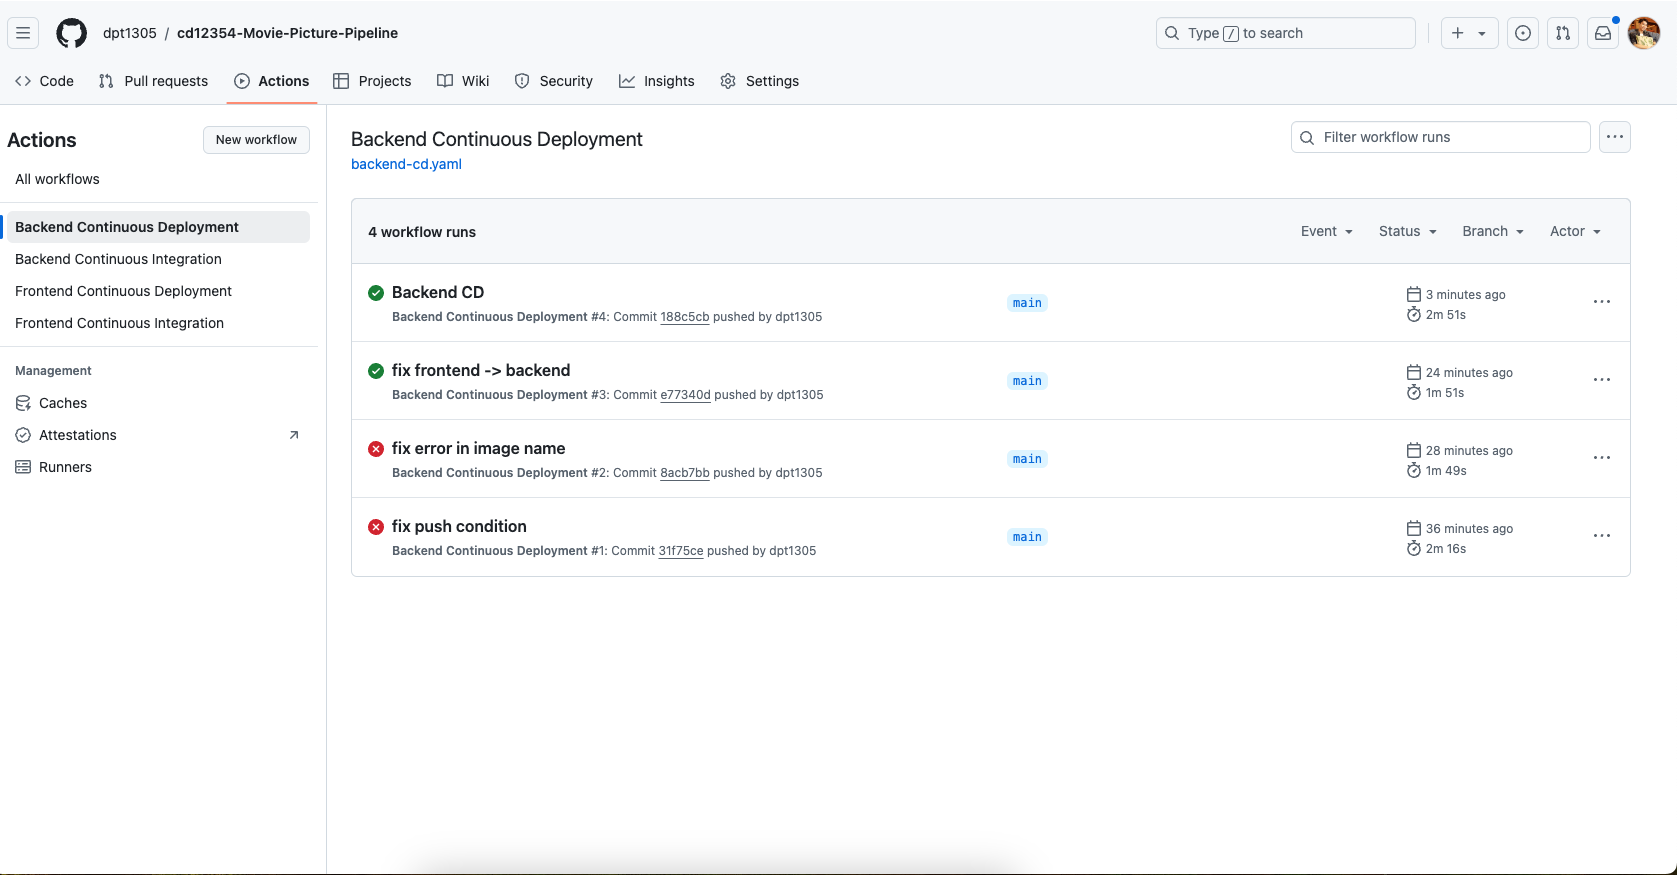 dpt1305 / cd12354-Movie-Picture-Pipeline
Type / to search
Code
Pull requests
Actions
Projects
Wiki
Security
Insights
Settings
Actions
New workflow
All workflows
Backend Continuous Deployment
Backend Continuous Integration
Frontend Continuous Deployment
Frontend Continuous Integration
Management
Caches
Attestations
Runners
Backend Continuous Deployment
backend-cd.yaml
Filter workflow runs
4 workflow runs
Event
Status
Branch
Actor
Backend CD
Backend Continuous Deployment #4: Commit 188c5cb pushed by dpt1305
main
3 minutes ago
2m 51s
fix frontend -> backend
Backend Continuous Deployment #3: Commit e77340d pushed by dpt1305
main
24 minutes ago
1m 51s
fix error in image name
Backend Continuous Deployment #2: Commit 8acb7bb pushed by dpt1305
main
28 minutes ago
1m 49s
fix push condition
Backend Continuous Deployment #1: Commit 31f75ce pushed by dpt1305
main
36 minutes ago
2m 16s